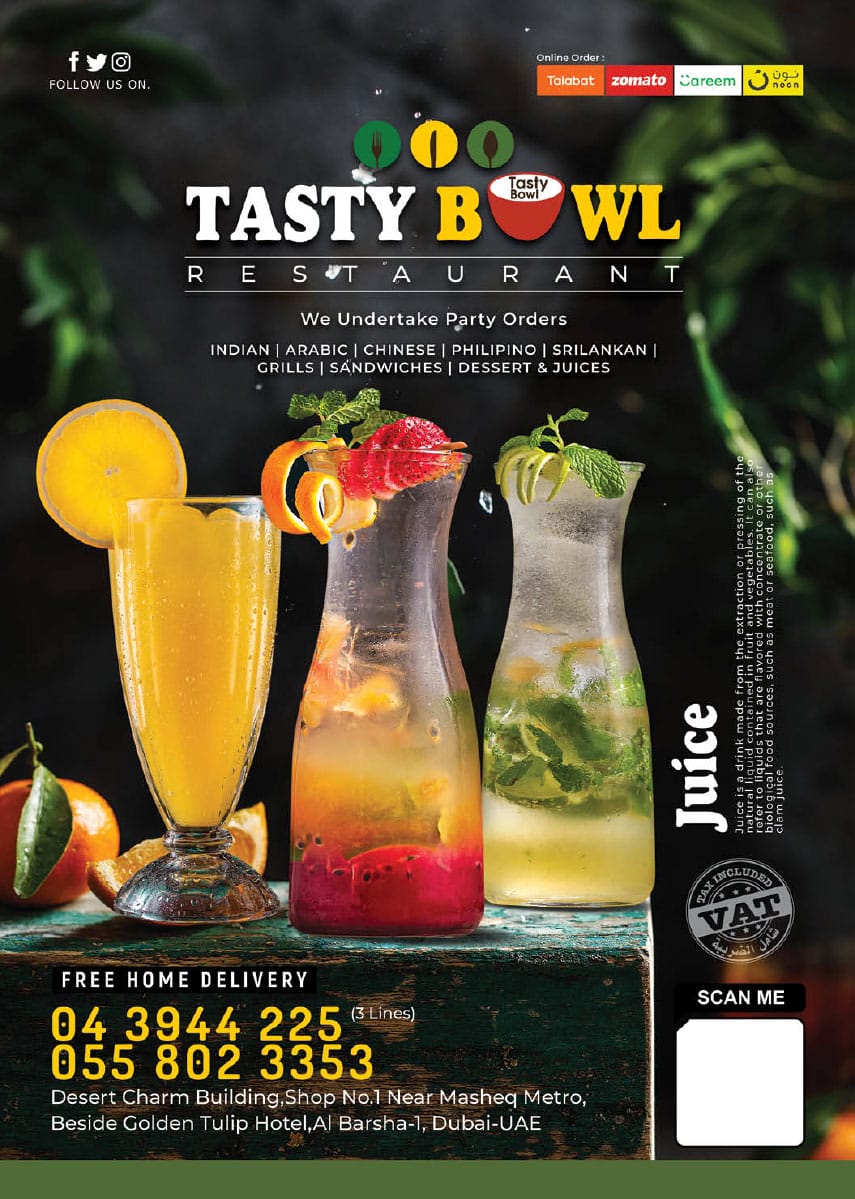 FOLLOW US ON.
Online Order :
Talabat zomato Careem نون noon
Tasty
Bowl
TASTY BOWL
RESTAURANT
We Undertake Party Orders
INDIAN | ARABIC | CHINESE | PHILIPINO | SRILANKAN |
GRILLS | SANDWICHES | DESSERT & JUICES
Juice
Juice is a drink made from the extraction or pressing of the
natural liquid contained in fruit and vegetables. It can also
refer to liquids that are flavored with concentrate or other
biological food sources, such as meat or seafood, such as
clam juice.
TAX INCLUDED
VAT
شامل الضريبة
FREE HOME DELIVERY
04 3944 225 (3 Lines)
055 802 3353
Desert Charm Building,Shop No.1 Near Masheq Metro,
Beside Golden Tulip Hotel,Al Barsha-1, Dubai-UAE
SCAN ME